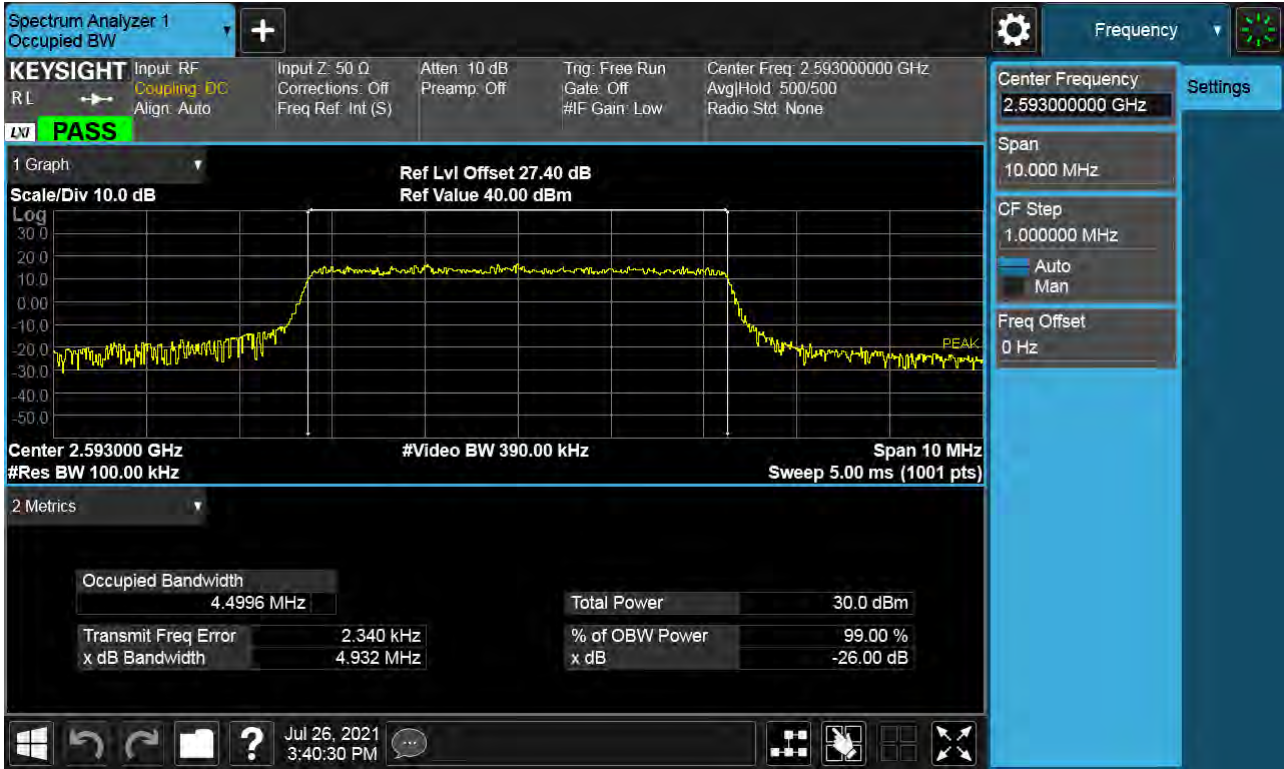 Spectrum Analyzer 1
Occupied BW
+
Frequency
KEYSIGHT
RL
LXI
PASS
Input: RF
Coupling: DC
Align: Auto
Input Z: 50 Ω
Corrections: Off
Freq Ref: Int (S)
Atten: 10 dB
Preamp: Off
Trig: Free Run
Gate: Off
#IF Gain: Low
Center Freq: 2.593000000 GHz
Avg|Hold: 500/500
Radio Std: None
Center Frequency
2.593000000 GHz
Settings
Span
10.000 MHz
CF Step
1.000000 MHz
Auto
Man
Freq Offset
0 Hz
1 Graph
Scale/Div 10.0 dB
Ref Lvl Offset 27.40 dB
Ref Value 40.00 dBm
Log
30.0
20.0
10.0
0.00
-10.0
-20.0
-30.0
-40.0
-50.0
PEAK
Center 2.593000 GHz
#Video BW 390.00 kHz
Span 10 MHz
#Res BW 100.00 kHz
Sweep 5.00 ms (1001 pts)
2 Metrics
Occupied Bandwidth
4.4996 MHz
Total Power 30.0 dBm
Transmit Freq Error 2.340 kHz
% of OBW Power 99.00 %
x dB Bandwidth 4.932 MHz
x dB -26.00 dB
?
Jul 26, 2021
3:40:30 PM